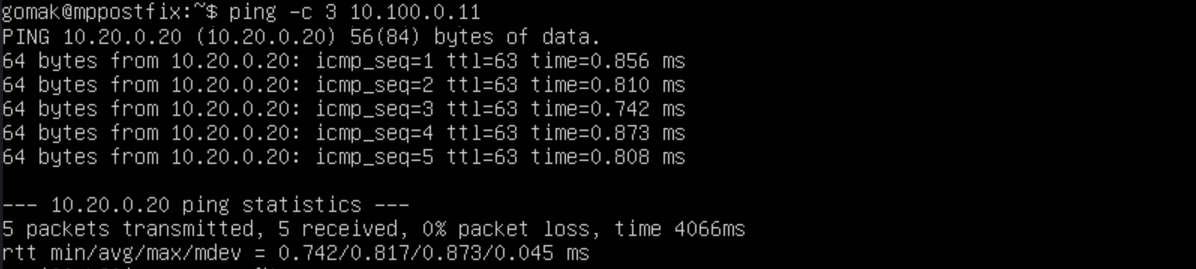 gomak@mppostfix:~$ ping -c 3 10.100.0.11
PING 10.20.0.20 (10.20.0.20) 56(84) bytes of data.
64 bytes from 10.20.0.20: icmp_seq=1 ttl=63 time=0.856 ms
64 bytes from 10.20.0.20: icmp_seq=2 ttl=63 time=0.810 ms
64 bytes from 10.20.0.20: icmp_seq=3 ttl=63 time=0.742 ms
64 bytes from 10.20.0.20: icmp_seq=4 ttl=63 time=0.873 ms
64 bytes from 10.20.0.20: icmp_seq=5 ttl=63 time=0.808 ms
--- 10.20.0.20 ping statistics ---
5 packets transmitted, 5 received, 0% packet loss, time 4066ms
rtt min/avg/max/mdev = 0.742/0.817/0.873/0.045 ms